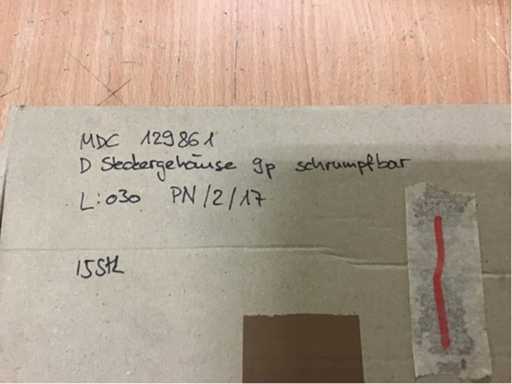 MDC 129861
D Steckergehäuse 9p schrumpfbar
L:030 PN/2/17
15Stk